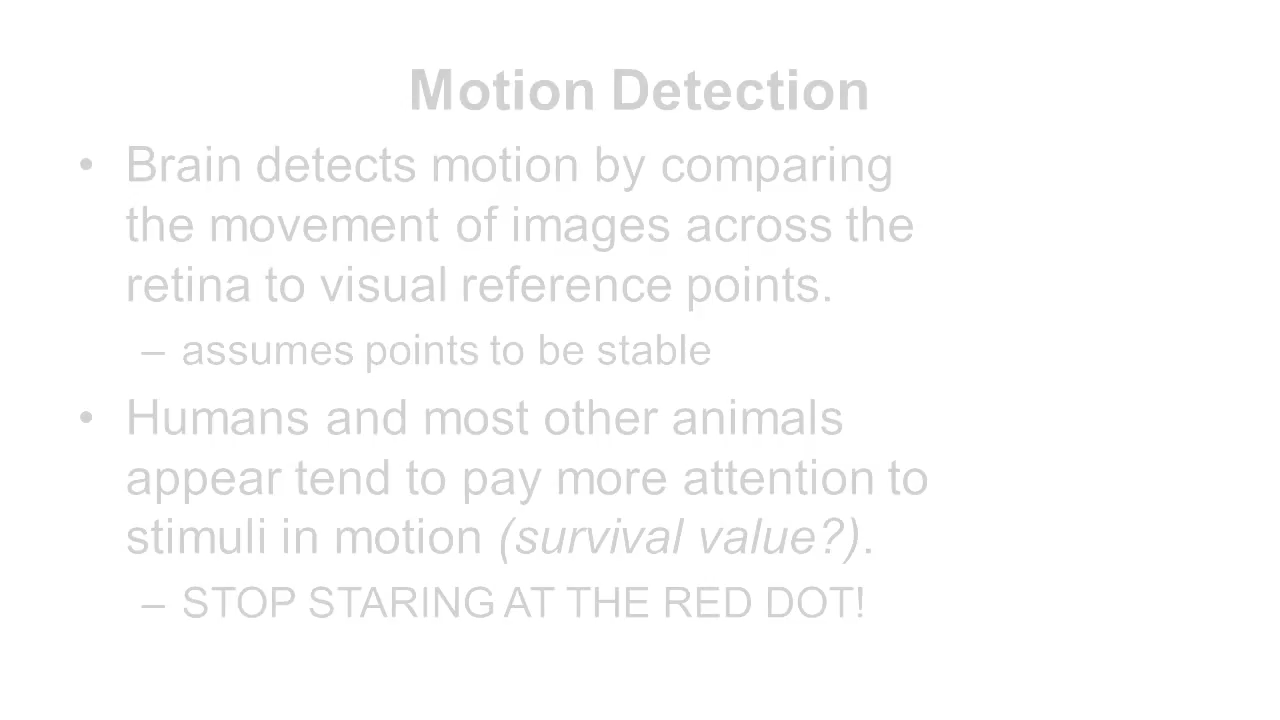 Motion Detection
• Brain detects motion by comparing
the movement of images across the
retina to visual reference points.
– assumes points to be stable
• Humans and most other animals
appear tend to pay more attention to
stimuli in motion (survival value?).
– STOP STARING AT THE RED DOT!